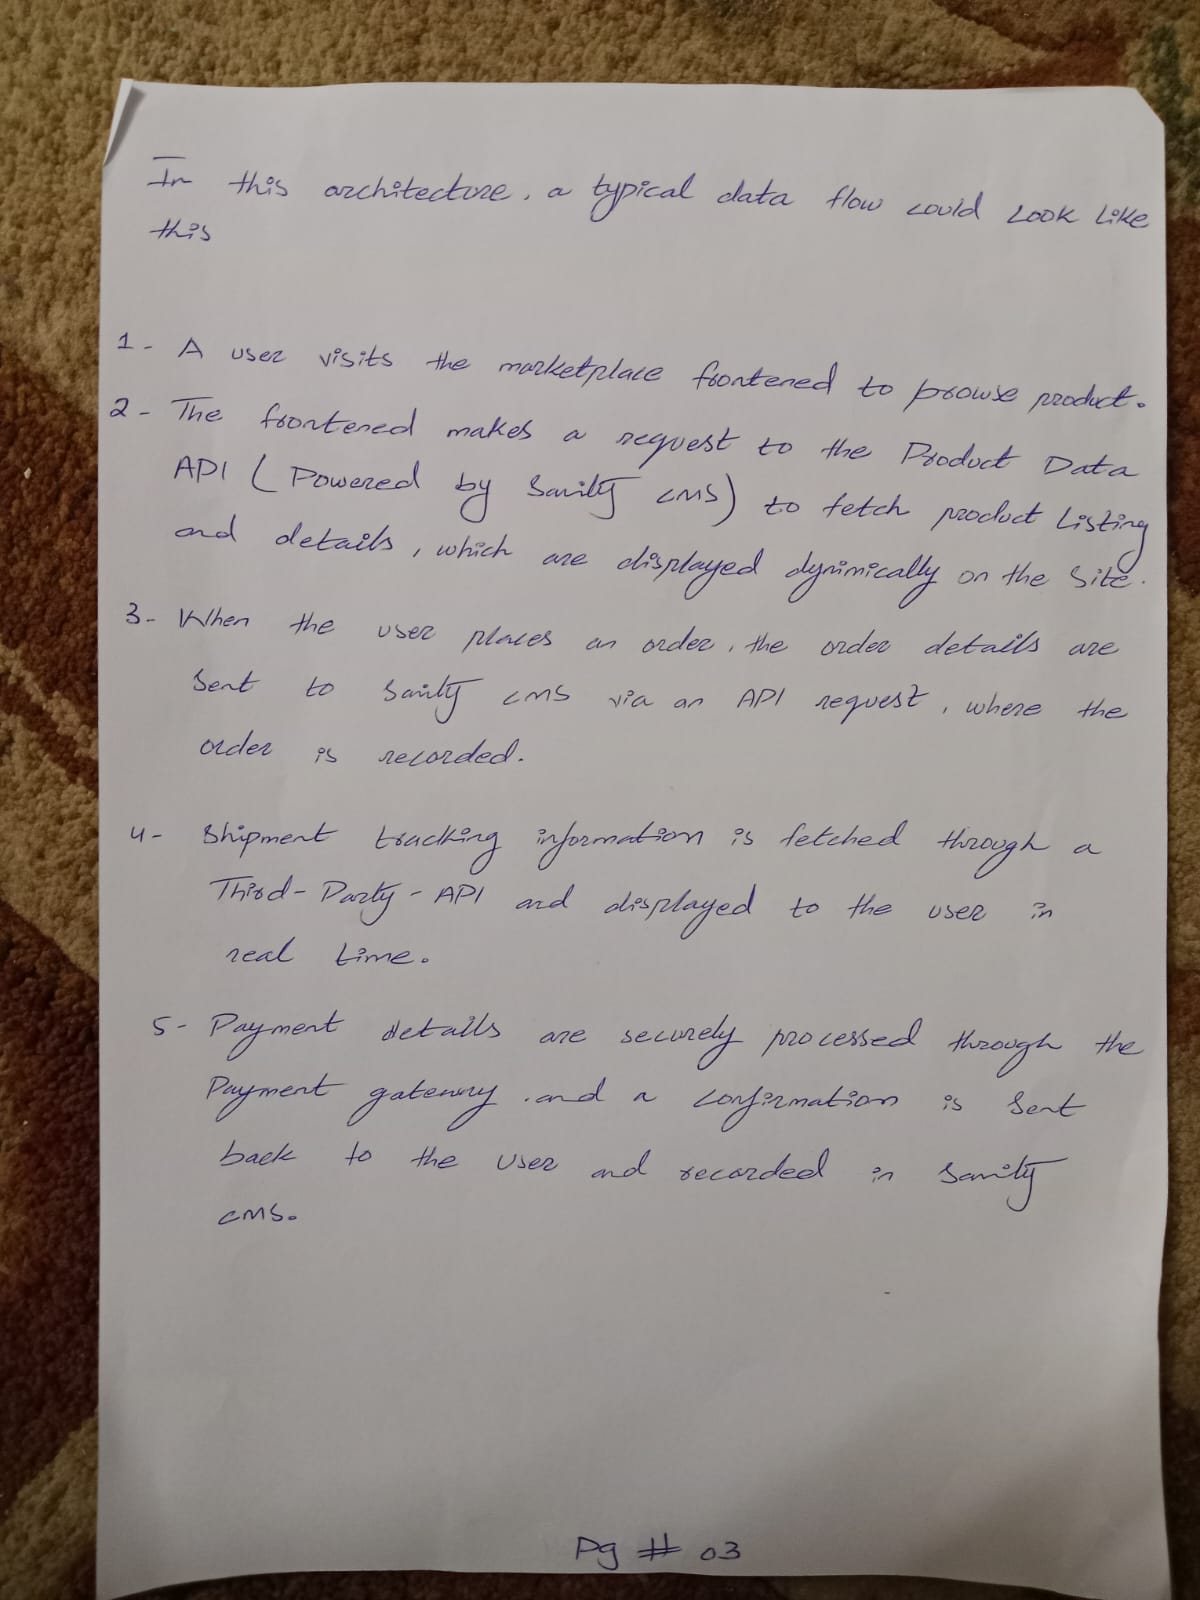 In this architecture, a typical data flow could Look Like
this
1- A user visits the marketplace frontened to browse product.
2- The frontened makes a request to the Product Data
API (Powered by Sanity CMS) to fetch product Listing
and details, which are displayed dynimically on the Site.
3- When the user places an order, the order details are
Sent to Sanity CMS via an API request, where the
order is recorded.
4- Shipment tracking information is fetched through a
Third-Party-API and displayed to the user in
real time.
5- Payment details are securely processed through the
Payment gateway, and a confirmation is Sent
back to the User and recorded in Sanity
CMS.
Pg # 03